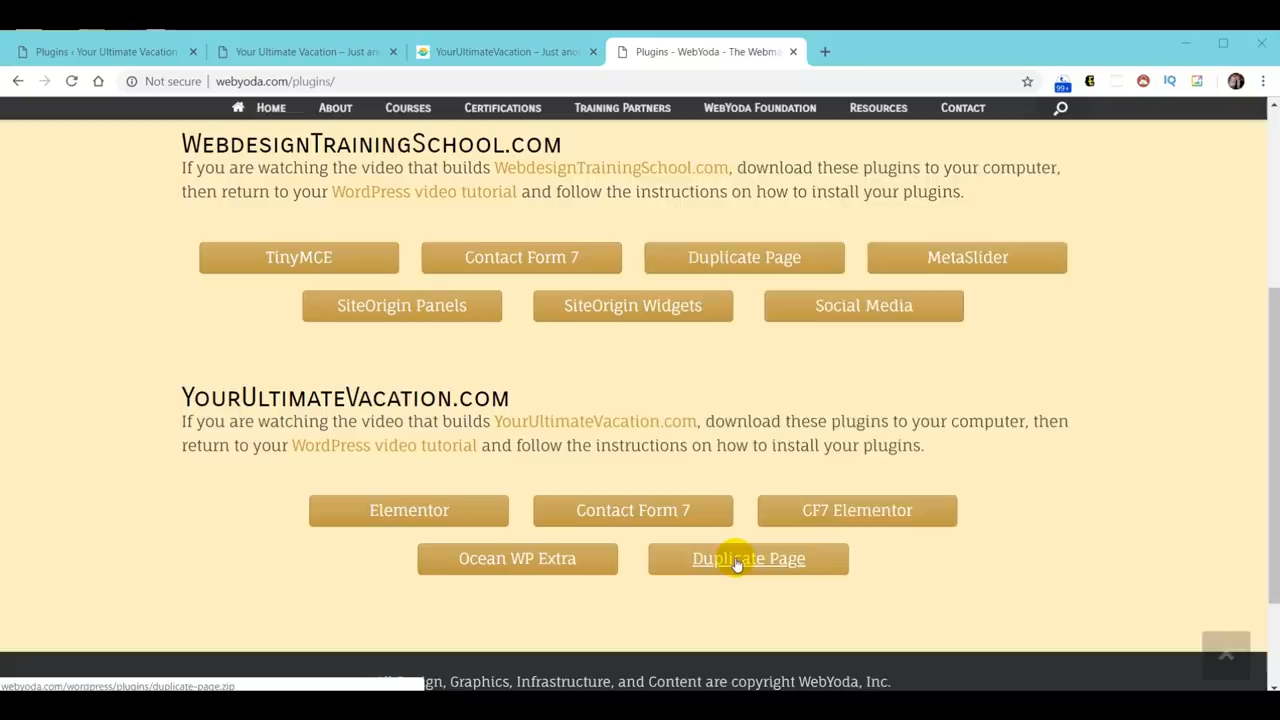 Plugins ‹ Your Ultimate Vacation
Your Ultimate Vacation – Just an
YourUltimateVacation – Just ano
Plugins - WebYoda - The Webma
Not secure | webyoda.com/plugins/
99+
IQ
HOME ABOUT COURSES CERTIFICATIONS TRAINING PARTNERS WEBYODA FOUNDATION RESOURCES CONTACT
WEBDESIGNTRAININGSCHOOL.COM
If you are watching the video that builds WebdesignTrainingSchool.com, download these plugins to your computer,
then return to your WordPress video tutorial and follow the instructions on how to install your plugins.
TinyMCE Contact Form 7 Duplicate Page MetaSlider
SiteOrigin Panels SiteOrigin Widgets Social Media
YOURULTIMATEVACATION.COM
If you are watching the video that builds YourUltimateVacation.com, download these plugins to your computer, then
return to your WordPress video tutorial and follow the instructions on how to install your plugins.
Elementor Contact Form 7 CF7 Elementor
Ocean WP Extra Duplicate Page
Design, Graphics, Infrastructure, and Content are copyright WebYoda, Inc.
webyoda.com/wordpress/plugins/duplicate-page.zip